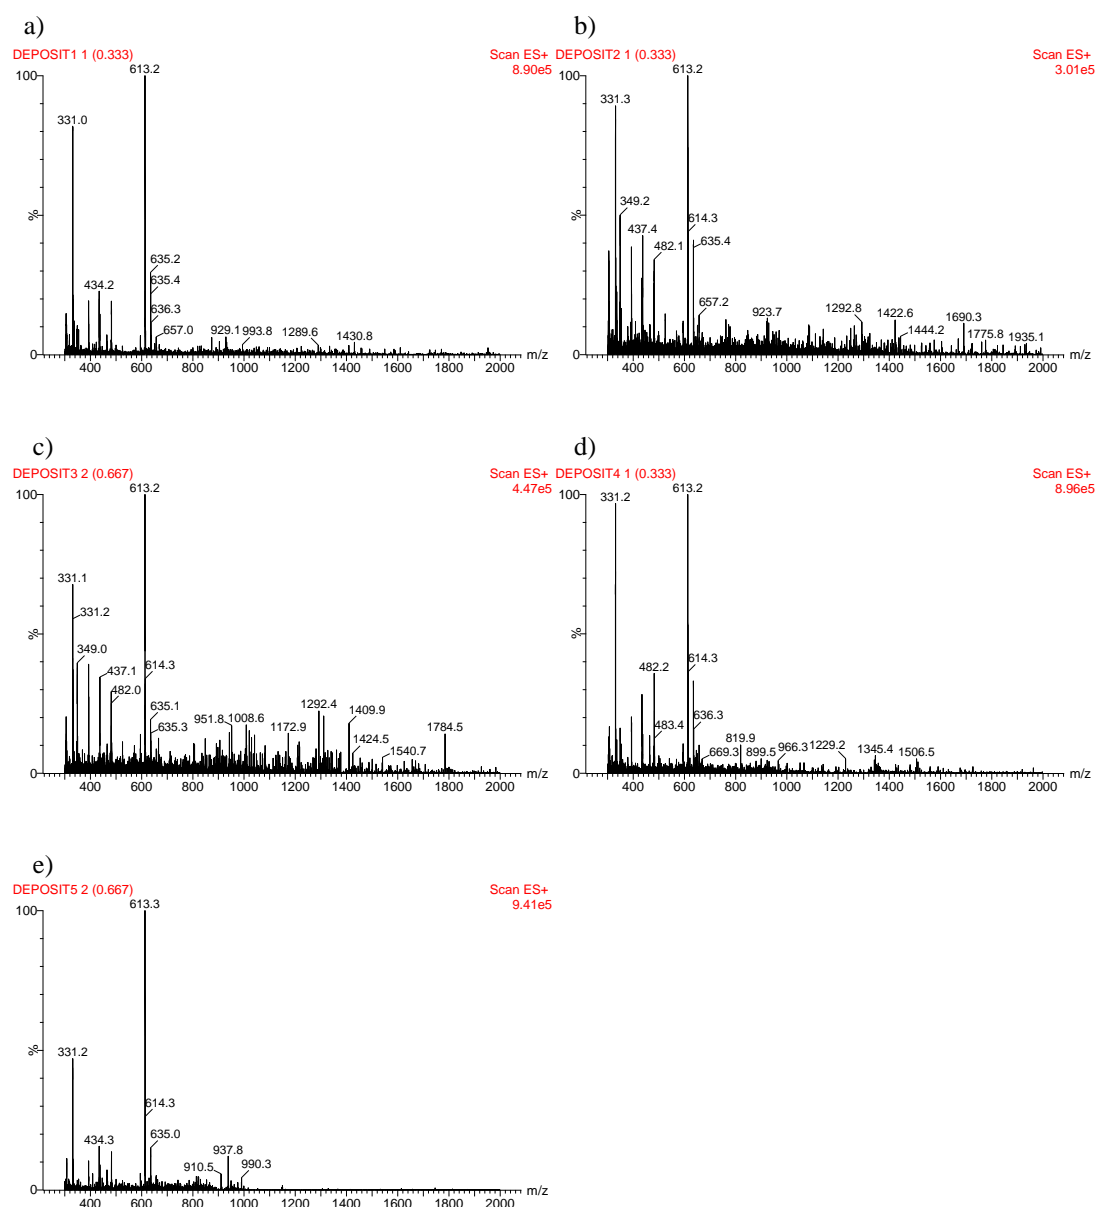 a)
DEPOSIT1 1 (0.333)
Scan ES+
8.90e5
613.2
100
331.0
%
635.2
635.4
434.2
636.3
657.0
929.1
993.8
1289.6
1430.8
0
m/z
400 600 800 1000 1200 1400 1600 1800 2000
b)
DEPOSIT2 1 (0.333)
Scan ES+
3.01e5
613.2
100
331.3
349.2
%
614.3
437.4
635.4
482.1
657.2
923.7
1292.8
1422.6
1690.3
1444.2
1775.8
1935.1
0
m/z
400 600 800 1000 1200 1400 1600 1800 2000
c)
DEPOSIT3 2 (0.667)
Scan ES+
4.47e5
613.2
100
331.1
331.2
%
349.0
614.3
437.1
482.0
635.1
635.3
951.8
1008.6
1172.9
1292.4
1409.9
1424.5
1540.7
1784.5
0
m/z
400 600 800 1000 1200 1400 1600 1800 2000
d)
DEPOSIT4 1 (0.333)
Scan ES+
8.96e5
613.2
100
331.2
%
614.3
482.2
636.3
483.4
669.3
819.9
899.5
966.3
1229.2
1345.4
1506.5
0
m/z
400 600 800 1000 1200 1400 1600 1800 2000
e)
DEPOSIT5 2 (0.667)
Scan ES+
9.41e5
613.3
100
%
331.2
614.3
434.3
635.0
910.5
937.8
990.3
0
m/z
400 600 800 1000 1200 1400 1600 1800 2000